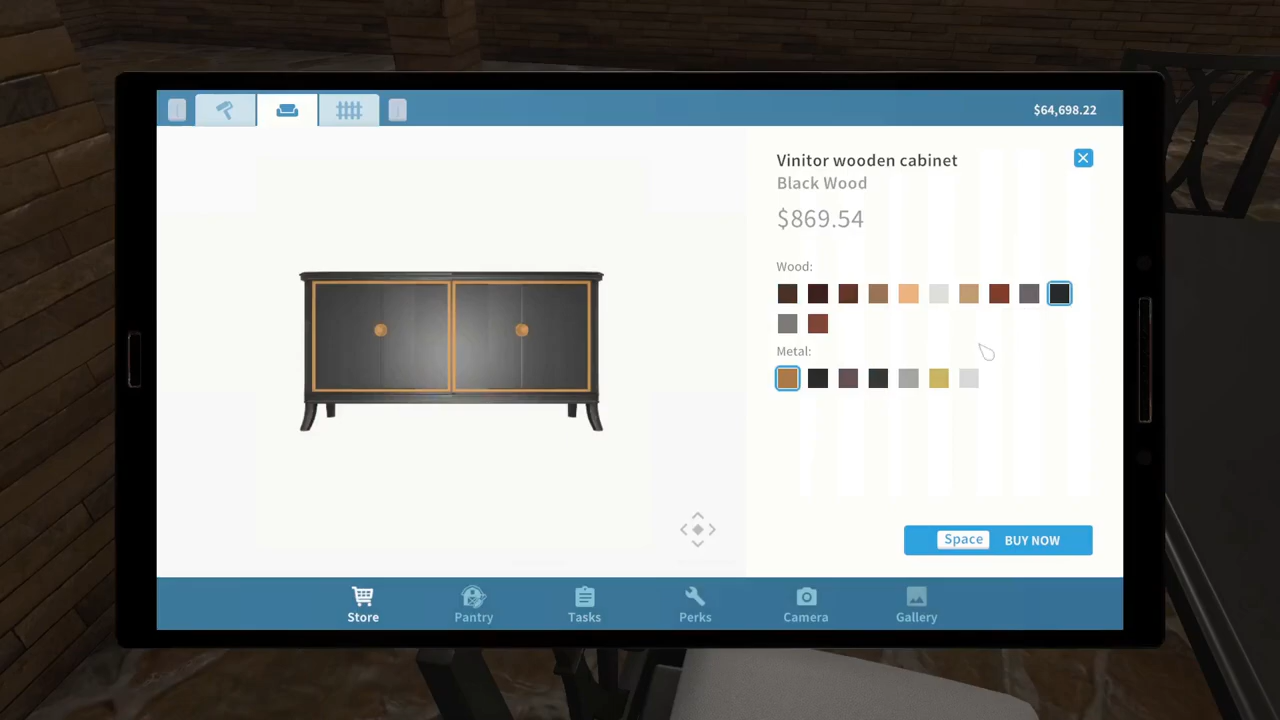 $64,698.22
Vinitor wooden cabinet
Black Wood
$869.54
Wood:
Metal:
Space BUY NOW
Store Pantry Tasks Perks Camera Gallery